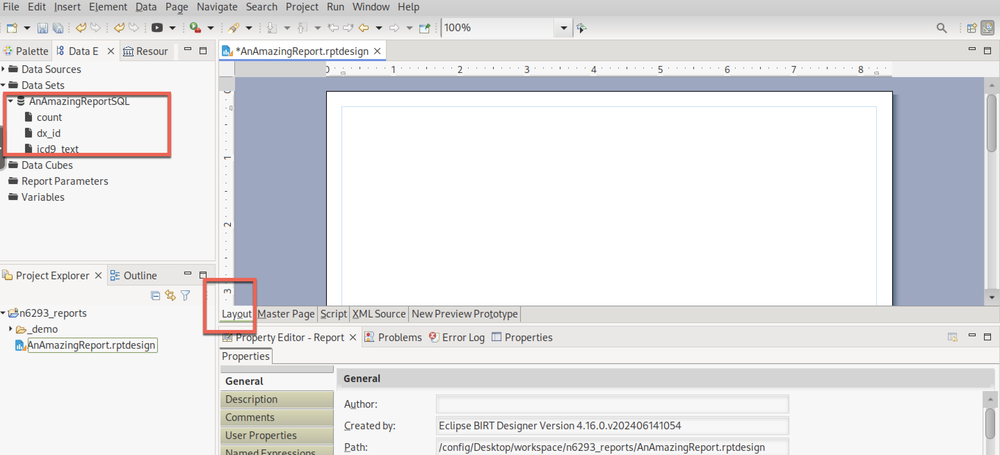 File Edit Insert Element Data Page Navigate Search Project Run Window Help
100%
Palette Data E Resour
Data Sources
Data Sets
AnAmazingReportSQL
count
dx_id
icd9_text
Data Cubes
Report Parameters
Variables
*AnAmazingReport.rptdesign
0 1 2 3 4 5 6 7 8
0
1
2
3
Layout Master Page Script XML Source New Preview Prototype
Project Explorer Outline
n6293_reports
_demo
AnAmazingReport.rptdesign
Property Editor - Report Problems Error Log Properties
Properties
General
Description
Comments
User Properties
Named Expressions
General
Author:
Created by: Eclipse BIRT Designer Version 4.16.0.v202406141054
Path: /config/Desktop/workspace/n6293_reports/AnAmazingReport.rptdesign